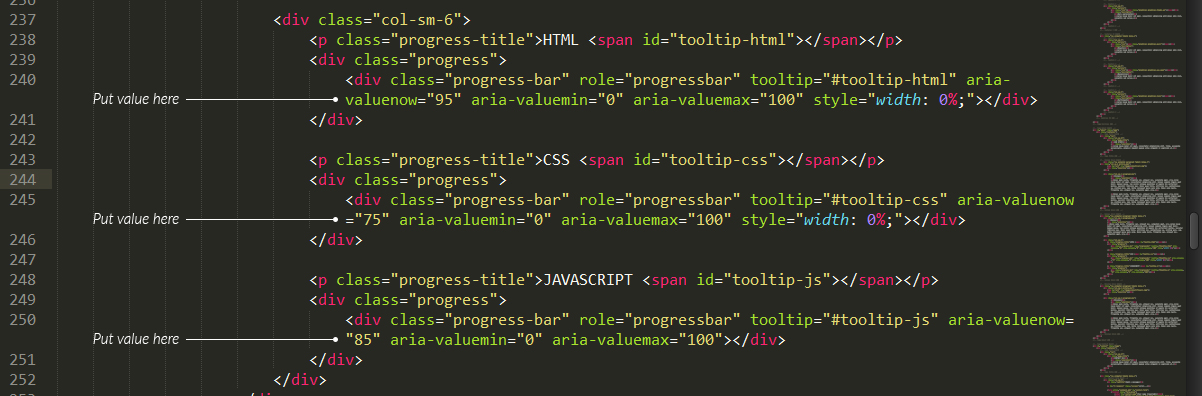 237 <div class="col-sm-6">
238 <p class="progress-title">HTML <span id="tooltip-html"></span></p>
239 <div class="progress">
240 <div class="progress-bar" role="progressbar" tooltip="#tooltip-html" aria-
Put value here valuenow="95" aria-valuemin="0" aria-valuemax="100" style="width: 0%;"></div>
241 </div>
242
243 <p class="progress-title">CSS <span id="tooltip-css"></span></p>
244 <div class="progress">
245 <div class="progress-bar" role="progressbar" tooltip="#tooltip-css" aria-valuenow
Put value here ="75" aria-valuemin="0" aria-valuemax="100" style="width: 0%;"></div>
246 </div>
247
248 <p class="progress-title">JAVASCRIPT <span id="tooltip-js"></span></p>
249 <div class="progress">
250 <div class="progress-bar" role="progressbar" tooltip="#tooltip-js" aria-valuenow=
Put value here "85" aria-valuemin="0" aria-valuemax="100"></div>
251 </div>
252 </div>